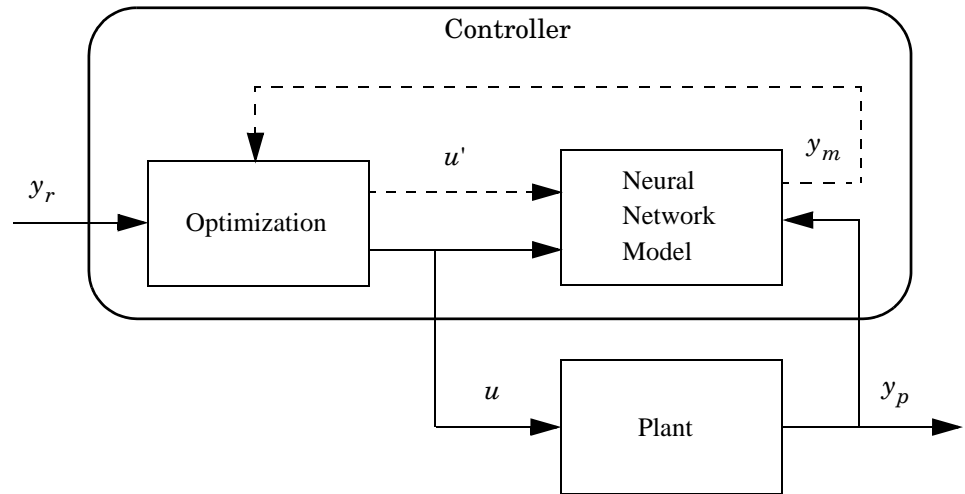 Controller
u'
y_m
y_r
Optimization
Neural
Network
Model
u
y_p
Plant